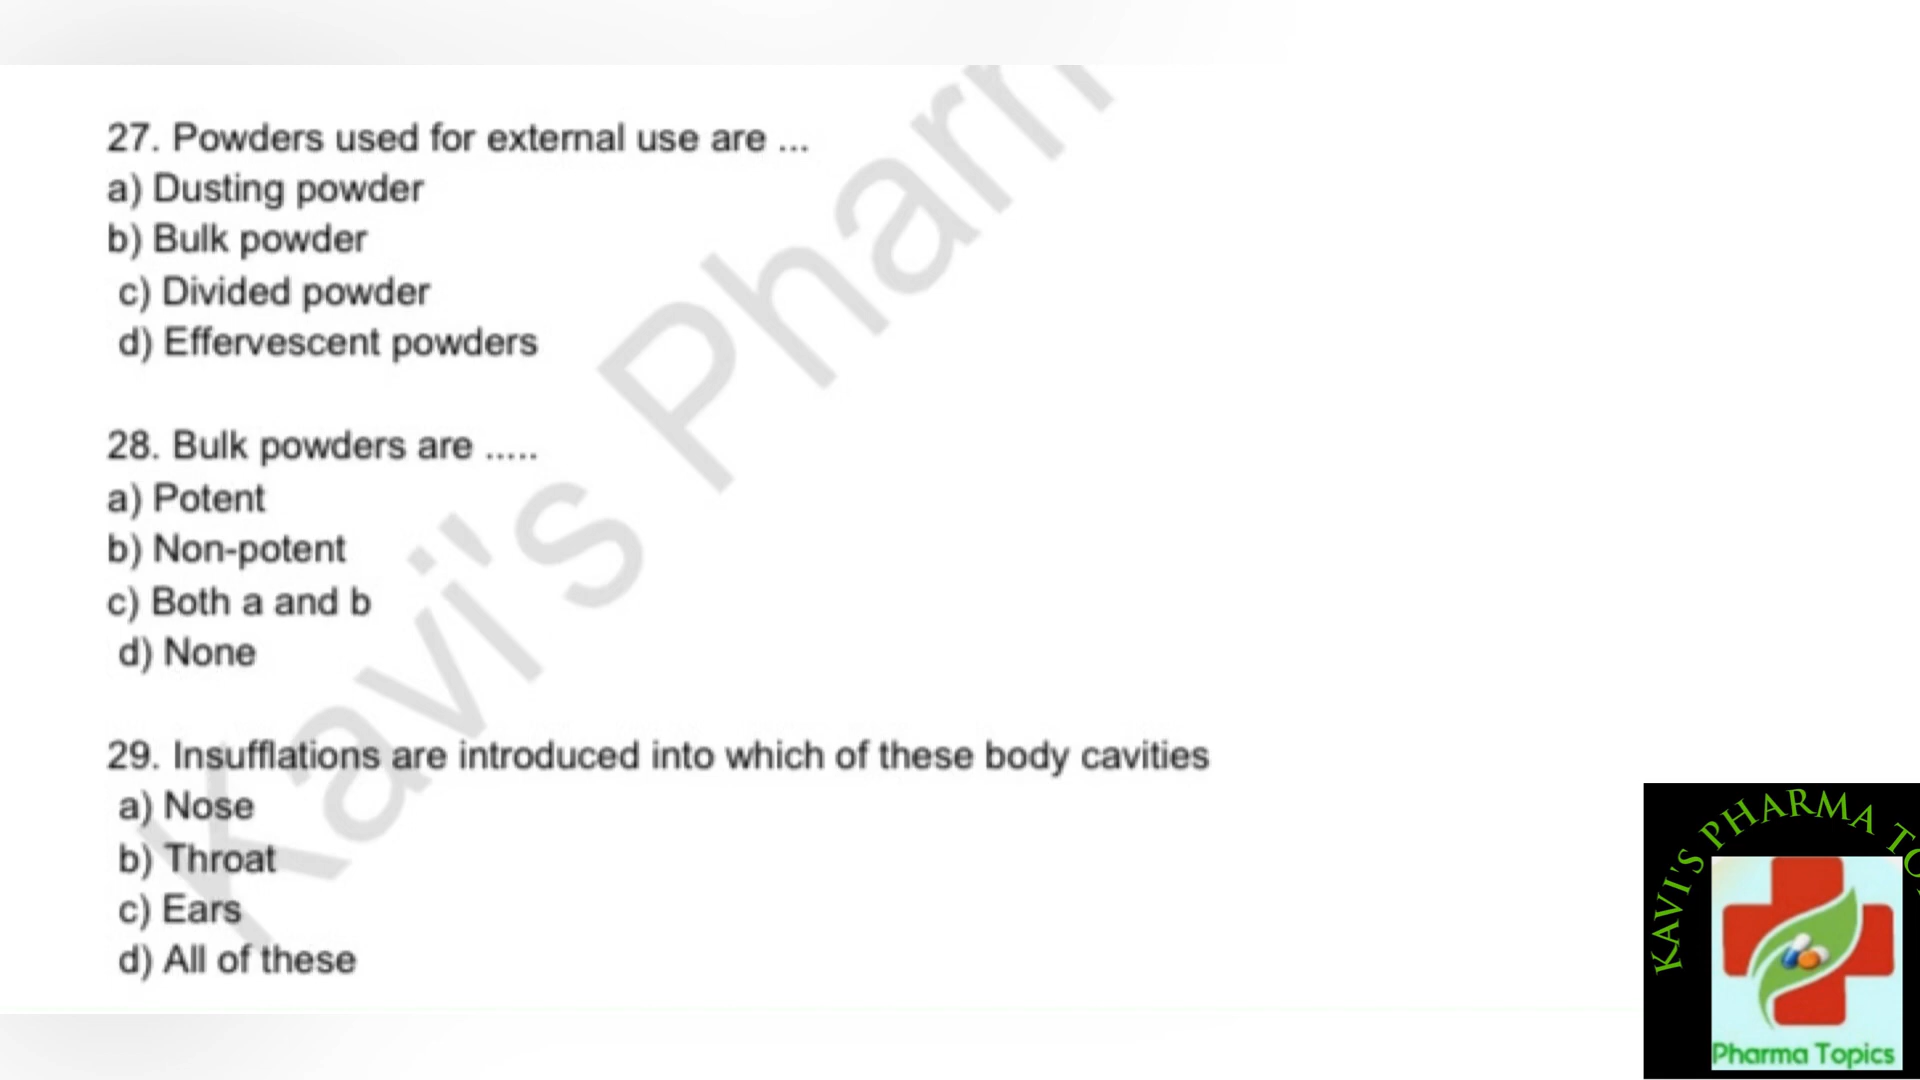 27. Powders used for external use are ...
a) Dusting powder
b) Bulk powder
c) Divided powder
d) Effervescent powders
28. Bulk powders are .....
a) Potent
b) Non-potent
c) Both a and b
d) None
29. Insufflations are introduced into which of these body cavities
a) Nose
b) Throat
c) Ears
d) All of these
Kavi's
KAVI'S PHARMA
Pharma Topics